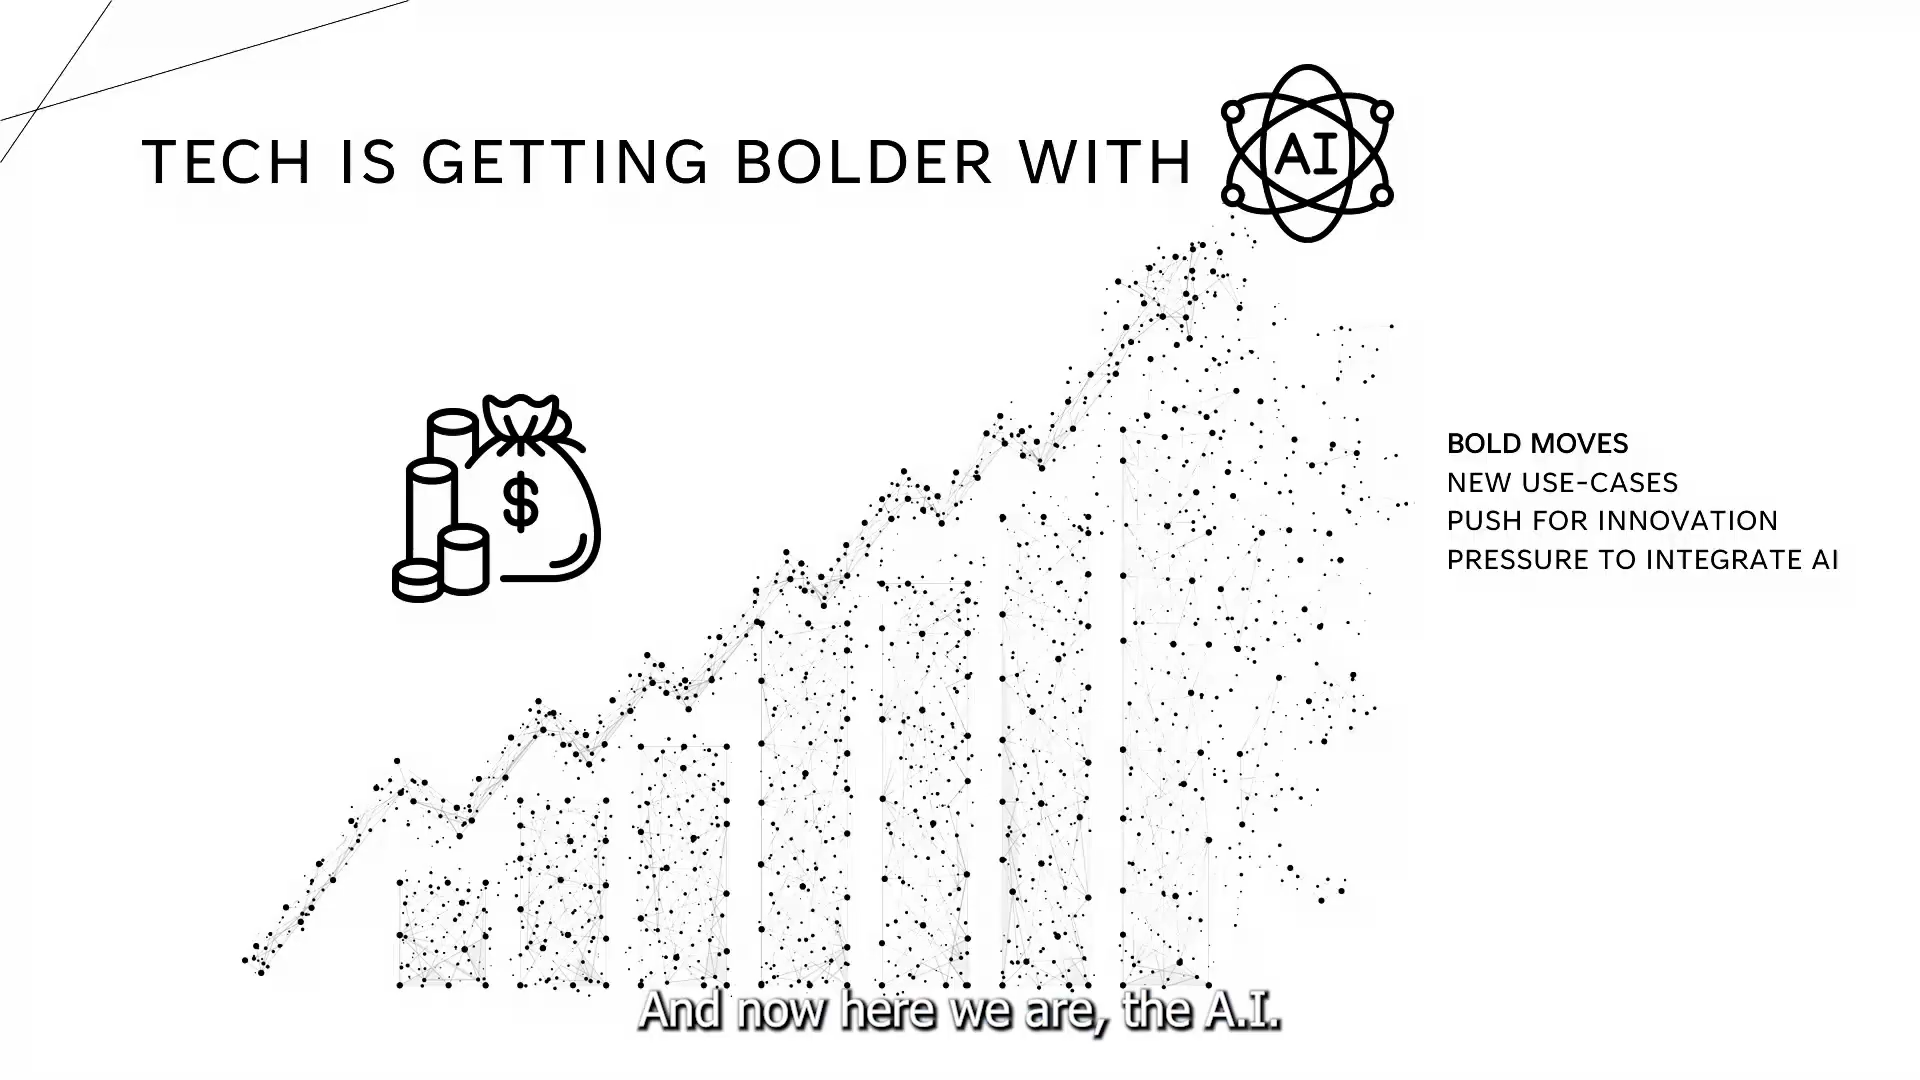 TECH IS GETTING BOLDER WITH AI
$
BOLD MOVES
NEW USE-CASES
PUSH FOR INNOVATION
PRESSURE TO INTEGRATE AI
And now here we are, the A.I.